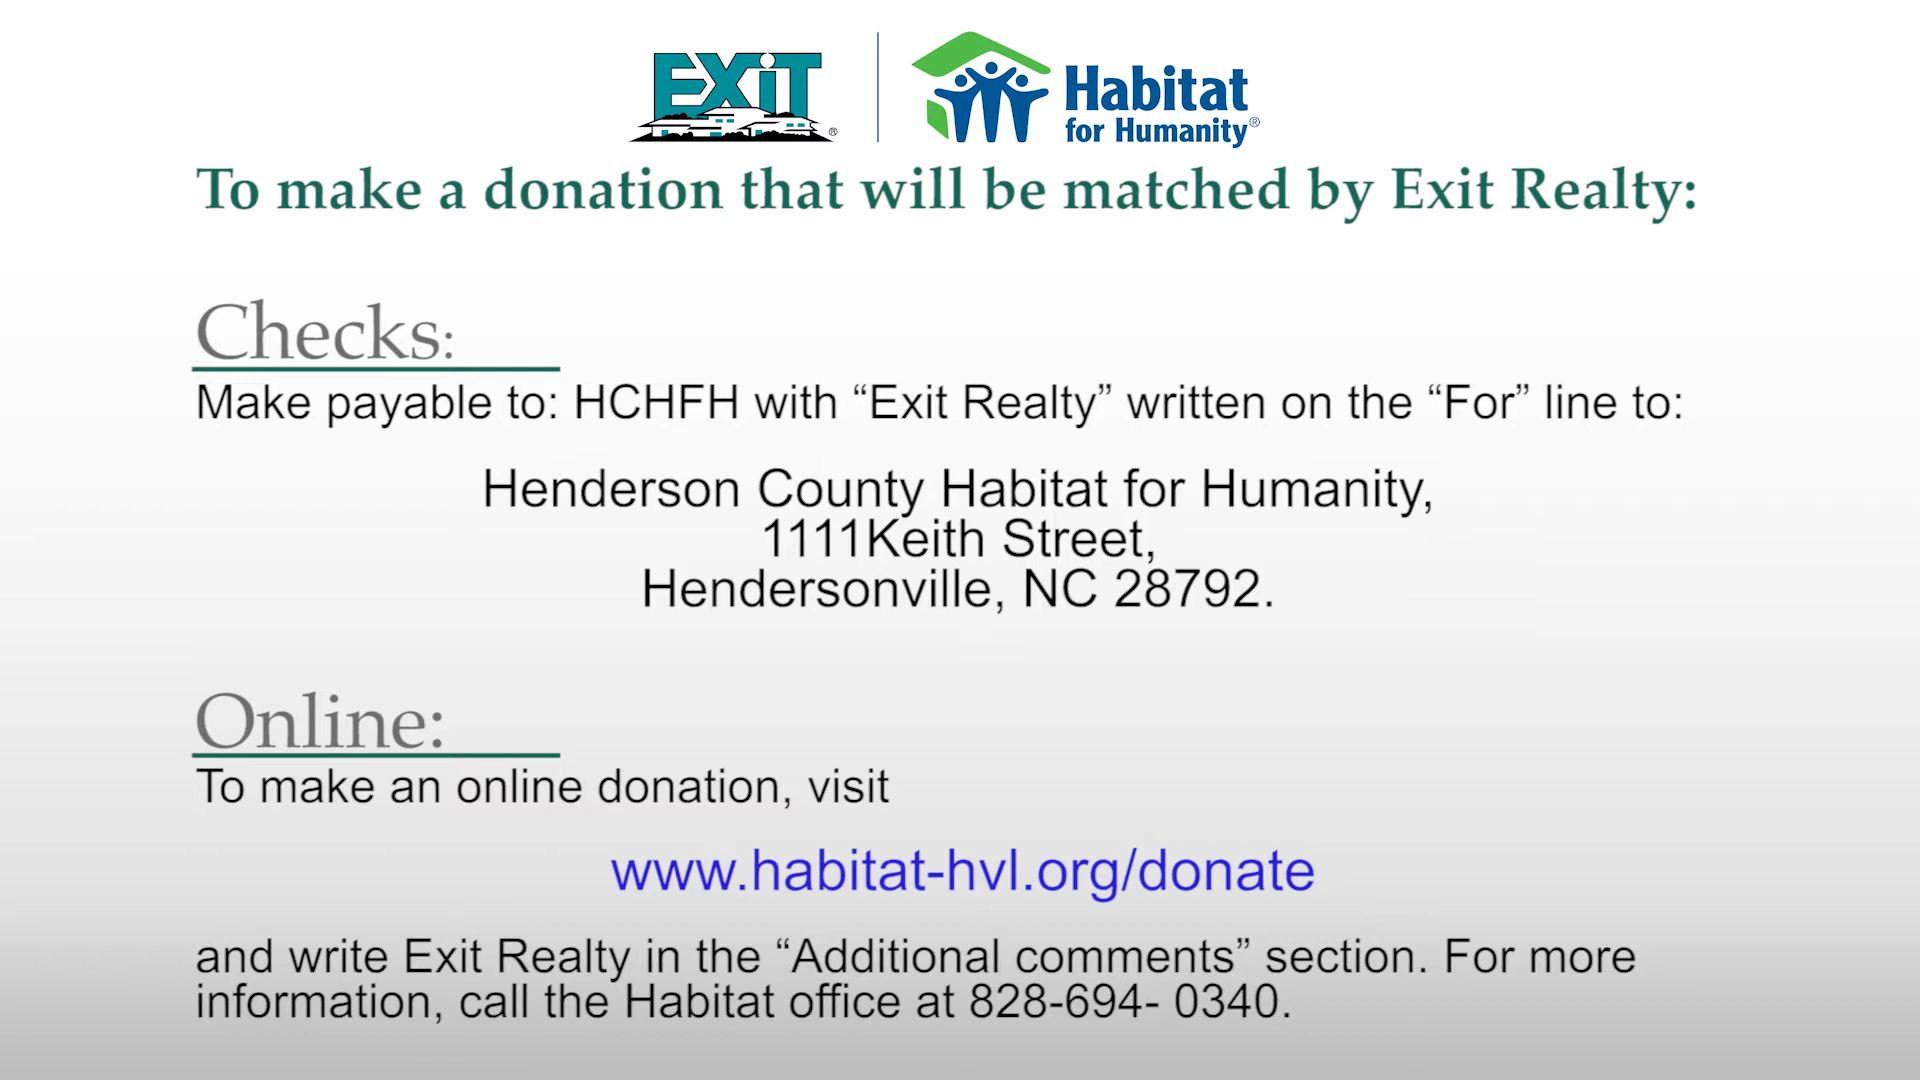 EXiT®
Habitat
for Humanity®
To make a donation that will be matched by Exit Realty:
Checks:
Make payable to: HCHFH with “Exit Realty” written on the “For” line to:
Henderson County Habitat for Humanity,
1111Keith Street,
Hendersonville, NC 28792.
Online:
To make an online donation, visit
www.habitat-hvl.org/donate
and write Exit Realty in the “Additional comments” section. For more
information, call the Habitat office at 828-694- 0340.